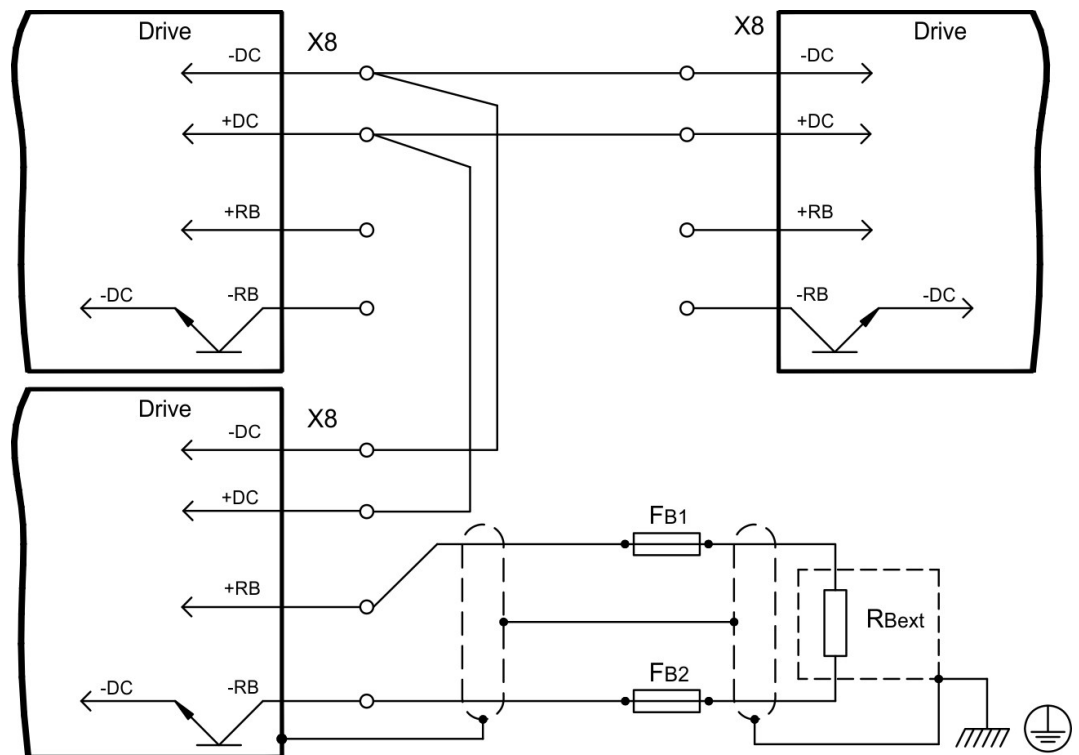 Drive
X8
-DC
+DC
+RB
-DC
-RB
X8
Drive
-DC
+DC
+RB
-RB
-DC
Drive
X8
-DC
+DC
+RB
-DC
-RB
FB1
RBext
FB2